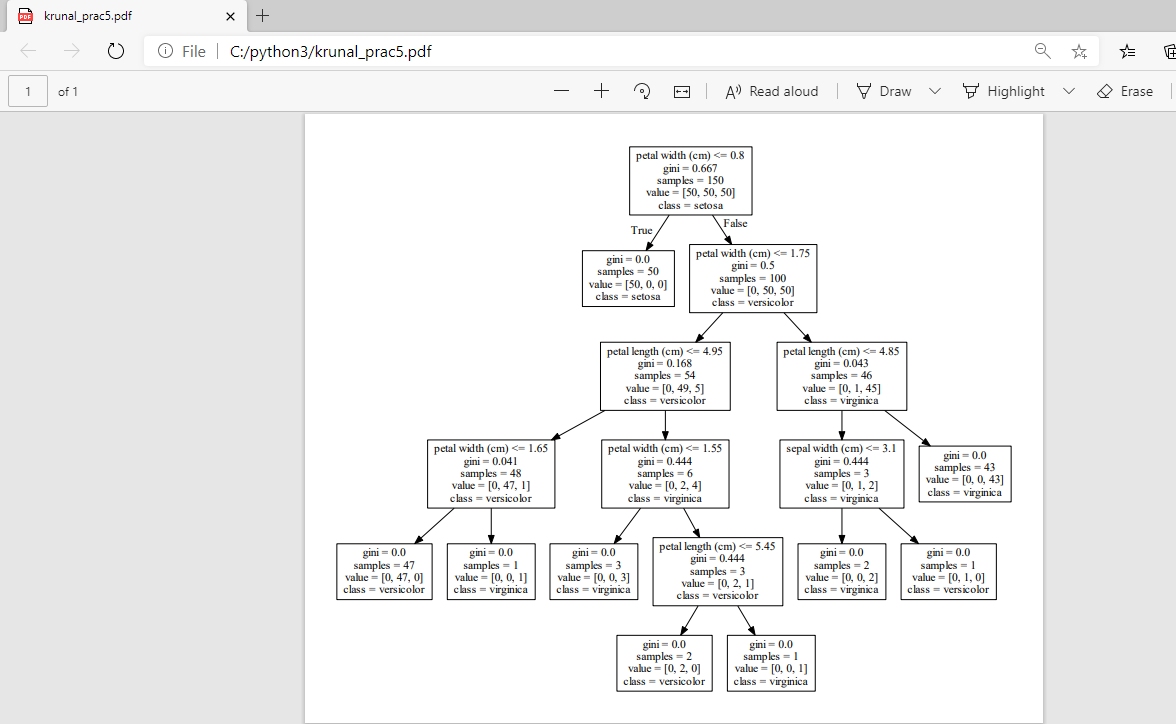 krunal_prac5.pdf
File
C:/python3/krunal_prac5.pdf
1 of 1
Read aloud
Draw
Highlight
Erase
petal width (cm) <= 0.8
gini = 0.667
samples = 150
value = [50, 50, 50]
class = setosa
True
False
gini = 0.0
samples = 50
value = [50, 0, 0]
class = setosa
petal width (cm) <= 1.75
gini = 0.5
samples = 100
value = [0, 50, 50]
class = versicolor
petal length (cm) <= 4.95
gini = 0.168
samples = 54
value = [0, 49, 5]
class = versicolor
petal length (cm) <= 4.85
gini = 0.043
samples = 46
value = [0, 1, 45]
class = virginica
petal width (cm) <= 1.65
gini = 0.041
samples = 48
value = [0, 47, 1]
class = versicolor
petal width (cm) <= 1.55
gini = 0.444
samples = 6
value = [0, 2, 4]
class = virginica
sepal width (cm) <= 3.1
gini = 0.444
samples = 3
value = [0, 1, 2]
class = virginica
gini = 0.0
samples = 43
value = [0, 0, 43]
class = virginica
gini = 0.0
samples = 47
value = [0, 47, 0]
class = versicolor
gini = 0.0
samples = 1
value = [0, 0, 1]
class = virginica
gini = 0.0
samples = 3
value = [0, 0, 3]
class = virginica
petal length (cm) <= 5.45
gini = 0.444
samples = 3
value = [0, 2, 1]
class = versicolor
gini = 0.0
samples = 2
value = [0, 0, 2]
class = virginica
gini = 0.0
samples = 1
value = [0, 1, 0]
class = versicolor
gini = 0.0
samples = 2
value = [0, 2, 0]
class = versicolor
gini = 0.0
samples = 1
value = [0, 0, 1]
class = virginica